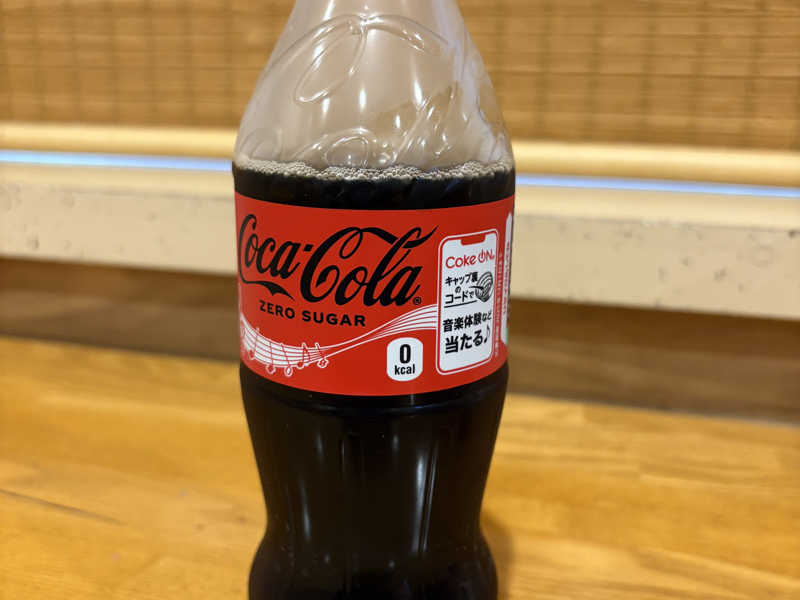 Coca-Cola®
ZERO SUGAR
0
kcal
Coke ON
キャップ裏
の
コードで
音楽体験など
当たる♪